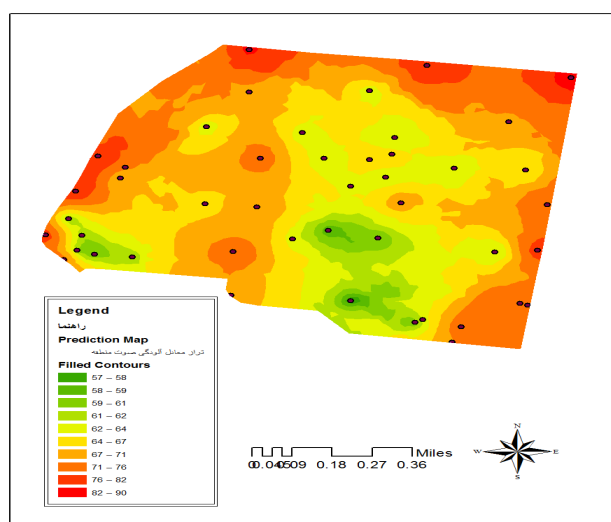 Legend
راهنما
Prediction Map
تراز معادل آلودگی صوت منطقه
Filled Contours
57 – 58
58 – 59
59 – 61
61 – 62
62 – 64
64 – 67
67 – 71
71 – 76
76 – 82
82 – 90
N
W E
S
Miles
0 0.045 0.09 0.18 0.27 0.36